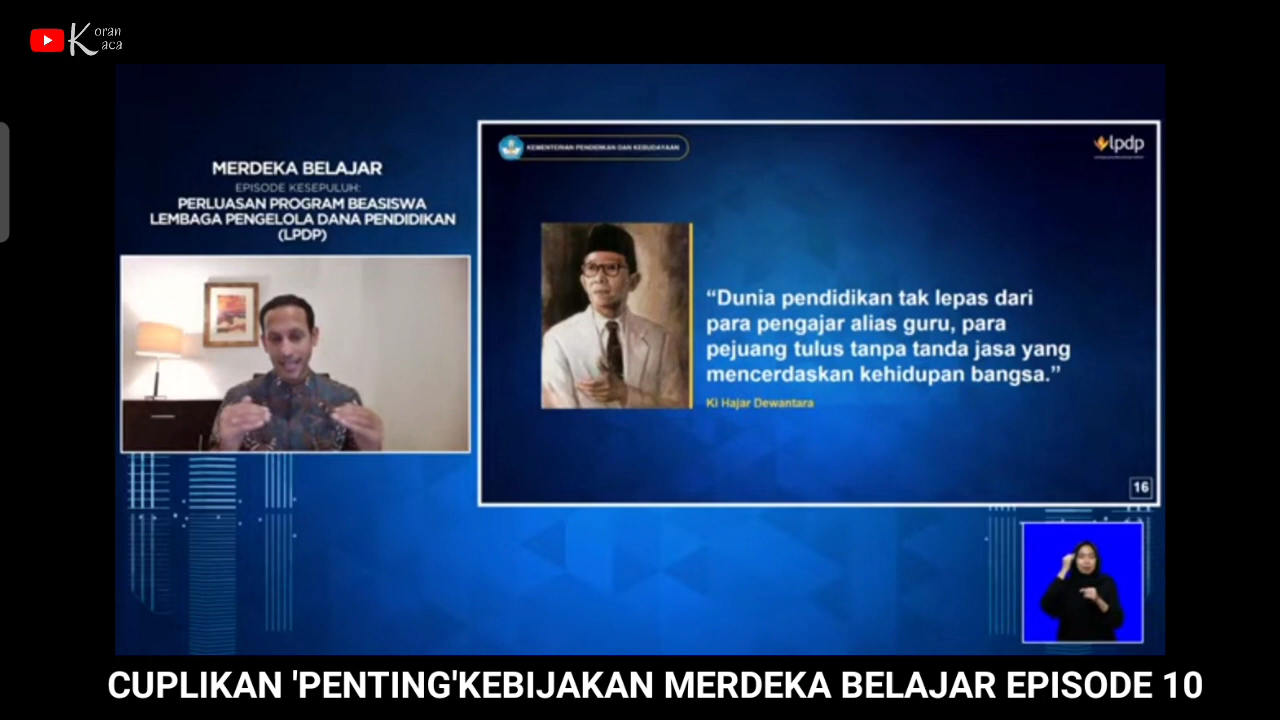 Koran
Kaca
MERDEKA BELAJAR
EPISODE KESEPULUH:
PERLUASAN PROGRAM BEASISWA
LEMBAGA PENGELOLA DANA PENDIDIKAN
(LPDP)
KEMENTERIAN PENDIDIKAN DAN KEBUDAYAAN
lpdp
“Dunia pendidikan tak lepas dari
para pengajar alias guru, para
pejuang tulus tanpa tanda jasa yang
mencerdaskan kehidupan bangsa.”
Ki Hajar Dewantara
16
CUPLIKAN 'PENTING'KEBIJAKAN MERDEKA BELAJAR EPISODE 10